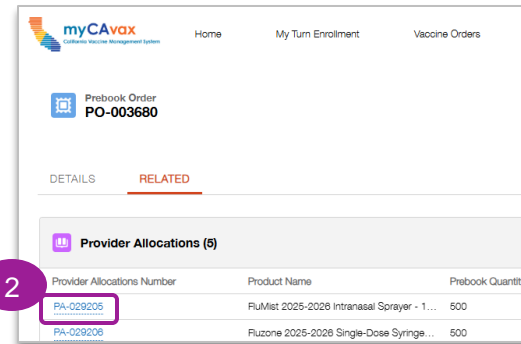 myCAvax
California Vaccine Management System
Home My Turn Enrollment Vaccine Orders
Prebook Order
PO-003680
DETAILS RELATED
Provider Allocations (5)
2
Provider Allocations Number Product Name Prebook Quantit
PA-029205 FluMist 2025-2026 Intranasal Sprayer - 1... 500
PA-029206 Fluzone 2025-2026 Single-Dose Syringe... 500